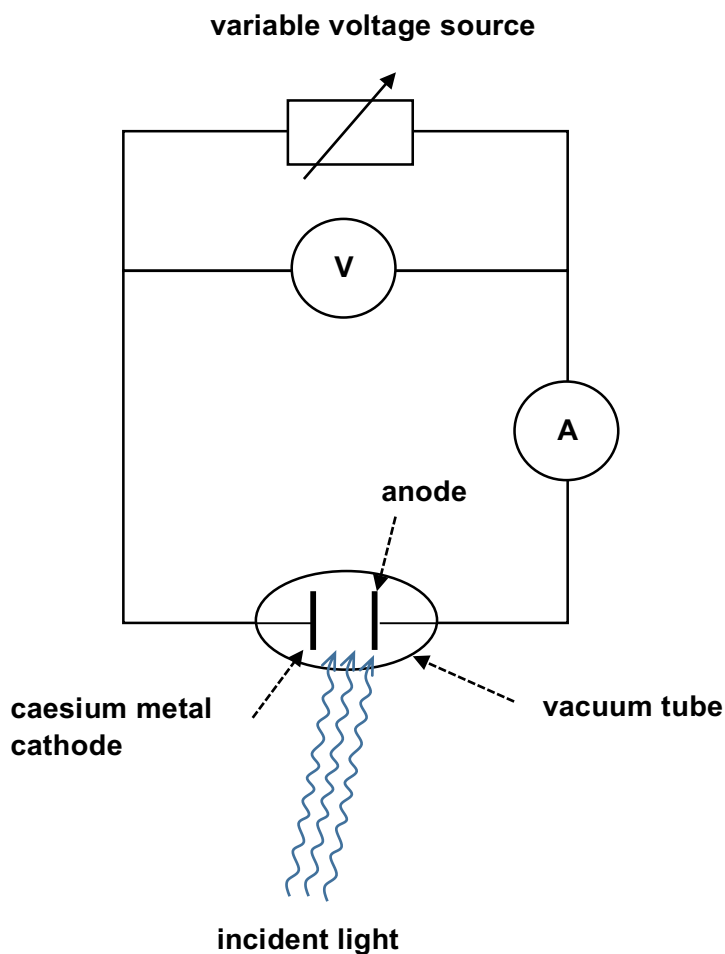 variable voltage source
V
A
anode
caesium metal
cathode
vacuum tube
incident light